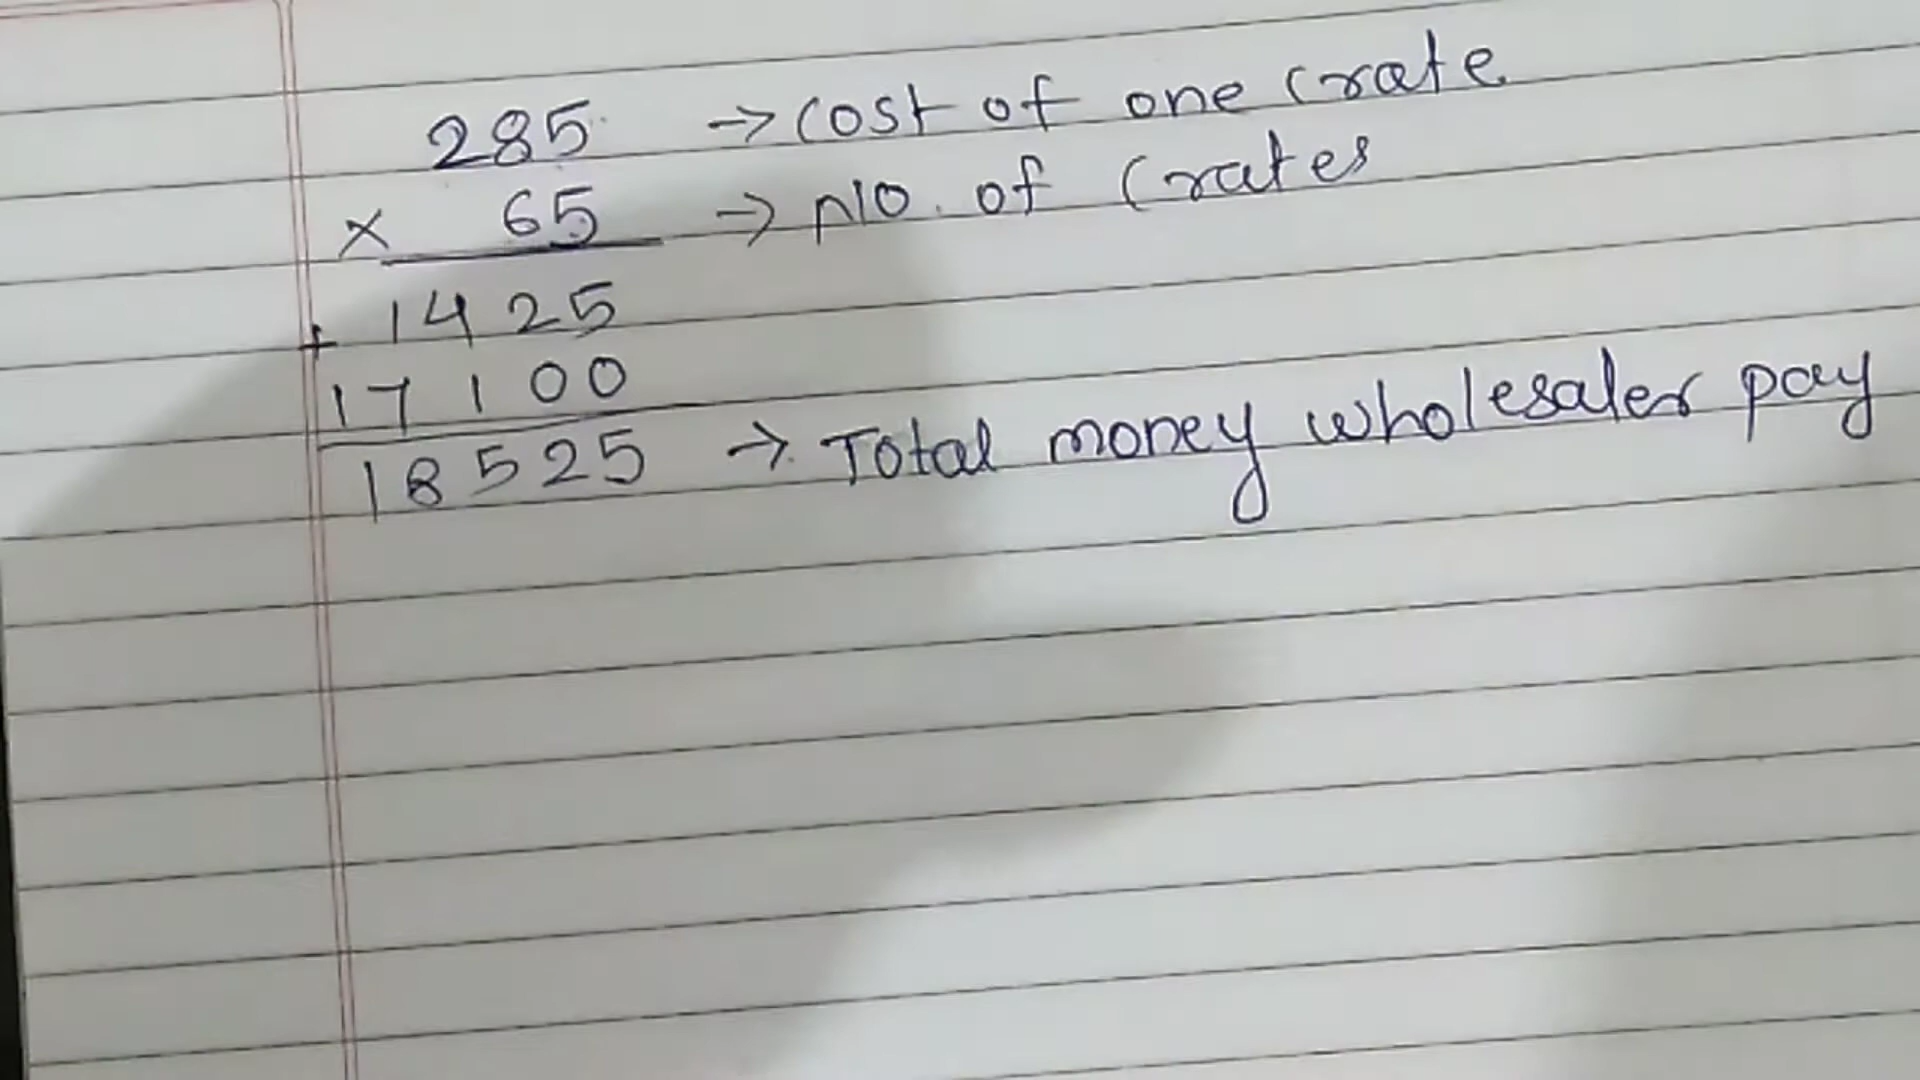 285 → Cost of one Crate
× 65 → No. of Crates
+ 1425
17100
18525 → Total money wholesaler pay